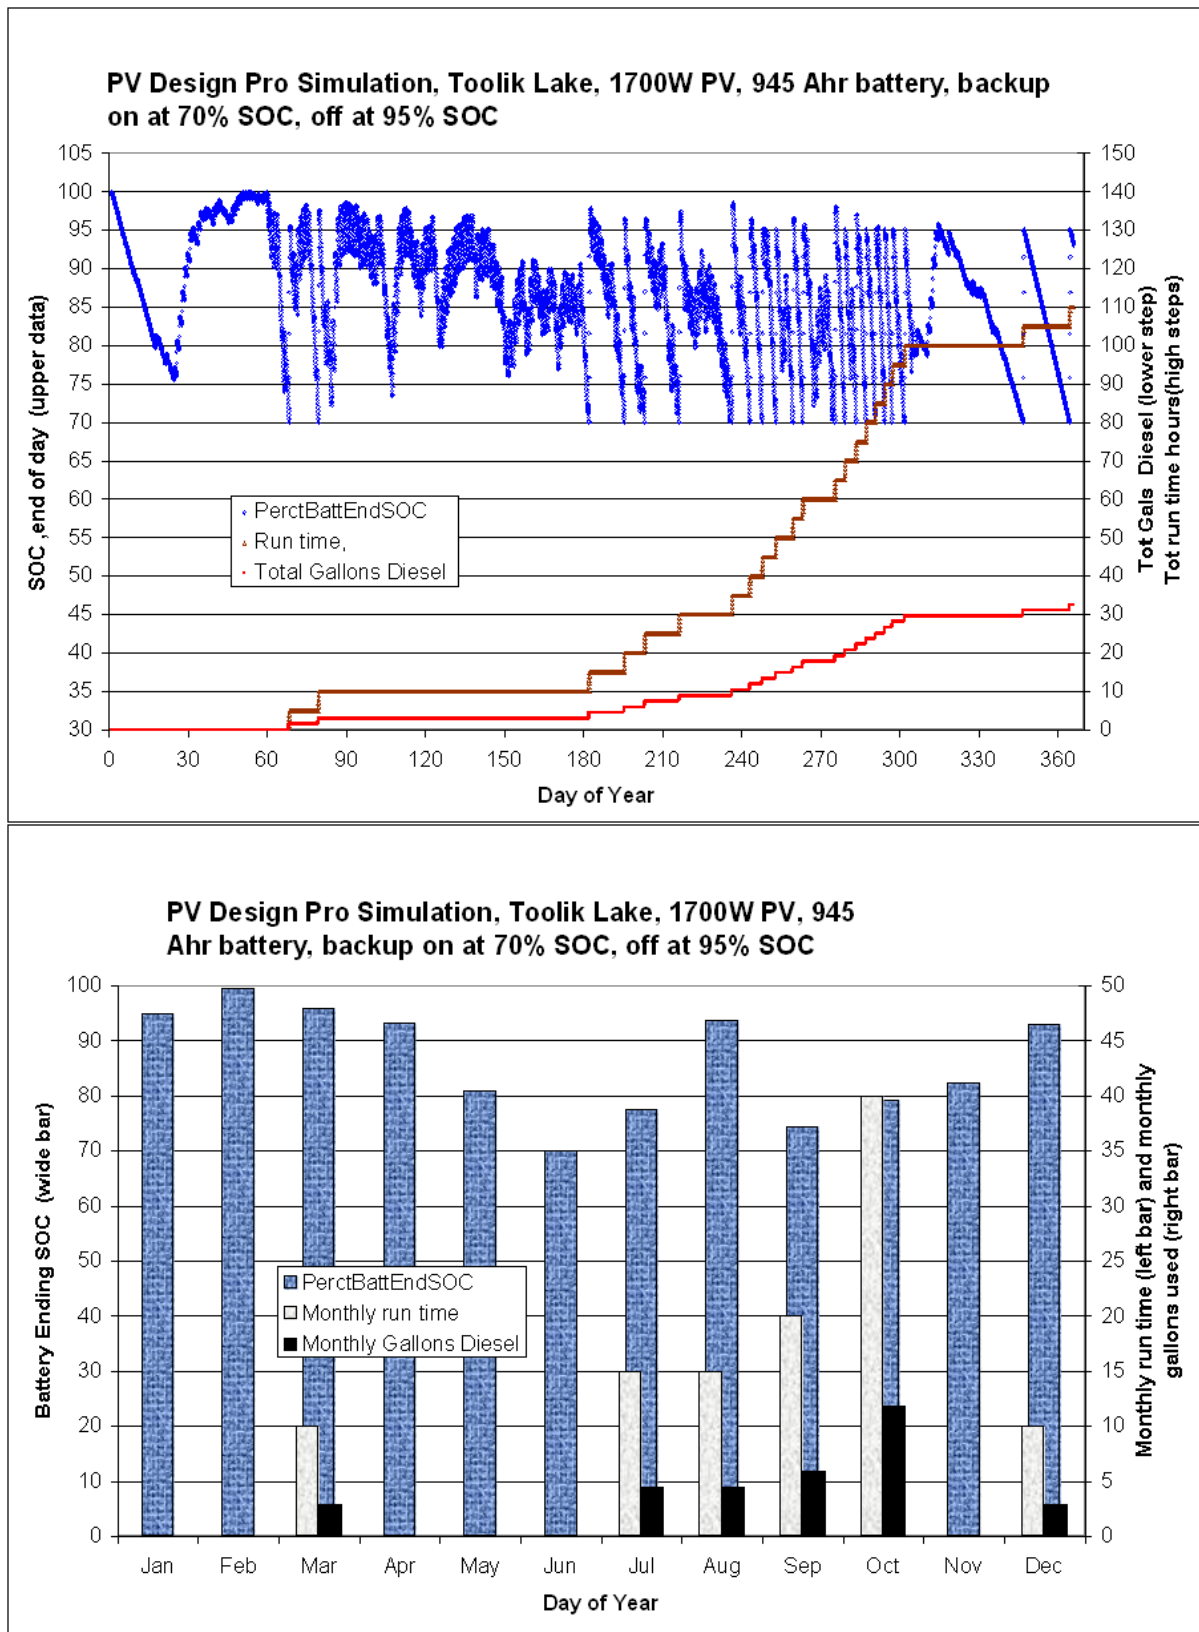 PV Design Pro Simulation, Toolik Lake, 1700W PV, 945 Ahr battery, backup
on at 70% SOC, off at 95% SOC
SOC ,end of day (upper data)
105
100
95
90
85
80
75
70
65
60
55
50
45
40
35
30
150
140
130
120
110
100
90
80
70
60
50
40
30
20
10
0
Tot Gals Diesel (lower step)
Tot run time hours(high steps)
PerctBattEndSOC
Run time,
Total Gallons Diesel
0 30 60 90 120 150 180 210 240 270 300 330 360
Day of Year
PV Design Pro Simulation, Toolik Lake, 1700W PV, 945
Ahr battery, backup on at 70% SOC, off at 95% SOC
Battery Ending SOC (wide bar)
100
90
80
70
60
50
40
30
20
10
0
50
45
40
35
30
25
20
15
10
5
0
Monthly run time (left bar) and monthly
gallons used (right bar)
PerctBattEndSOC
Monthly run time
Monthly Gallons Diesel
Jan Feb Mar Apr May Jun Jul Aug Sep Oct Nov Dec
Day of Year